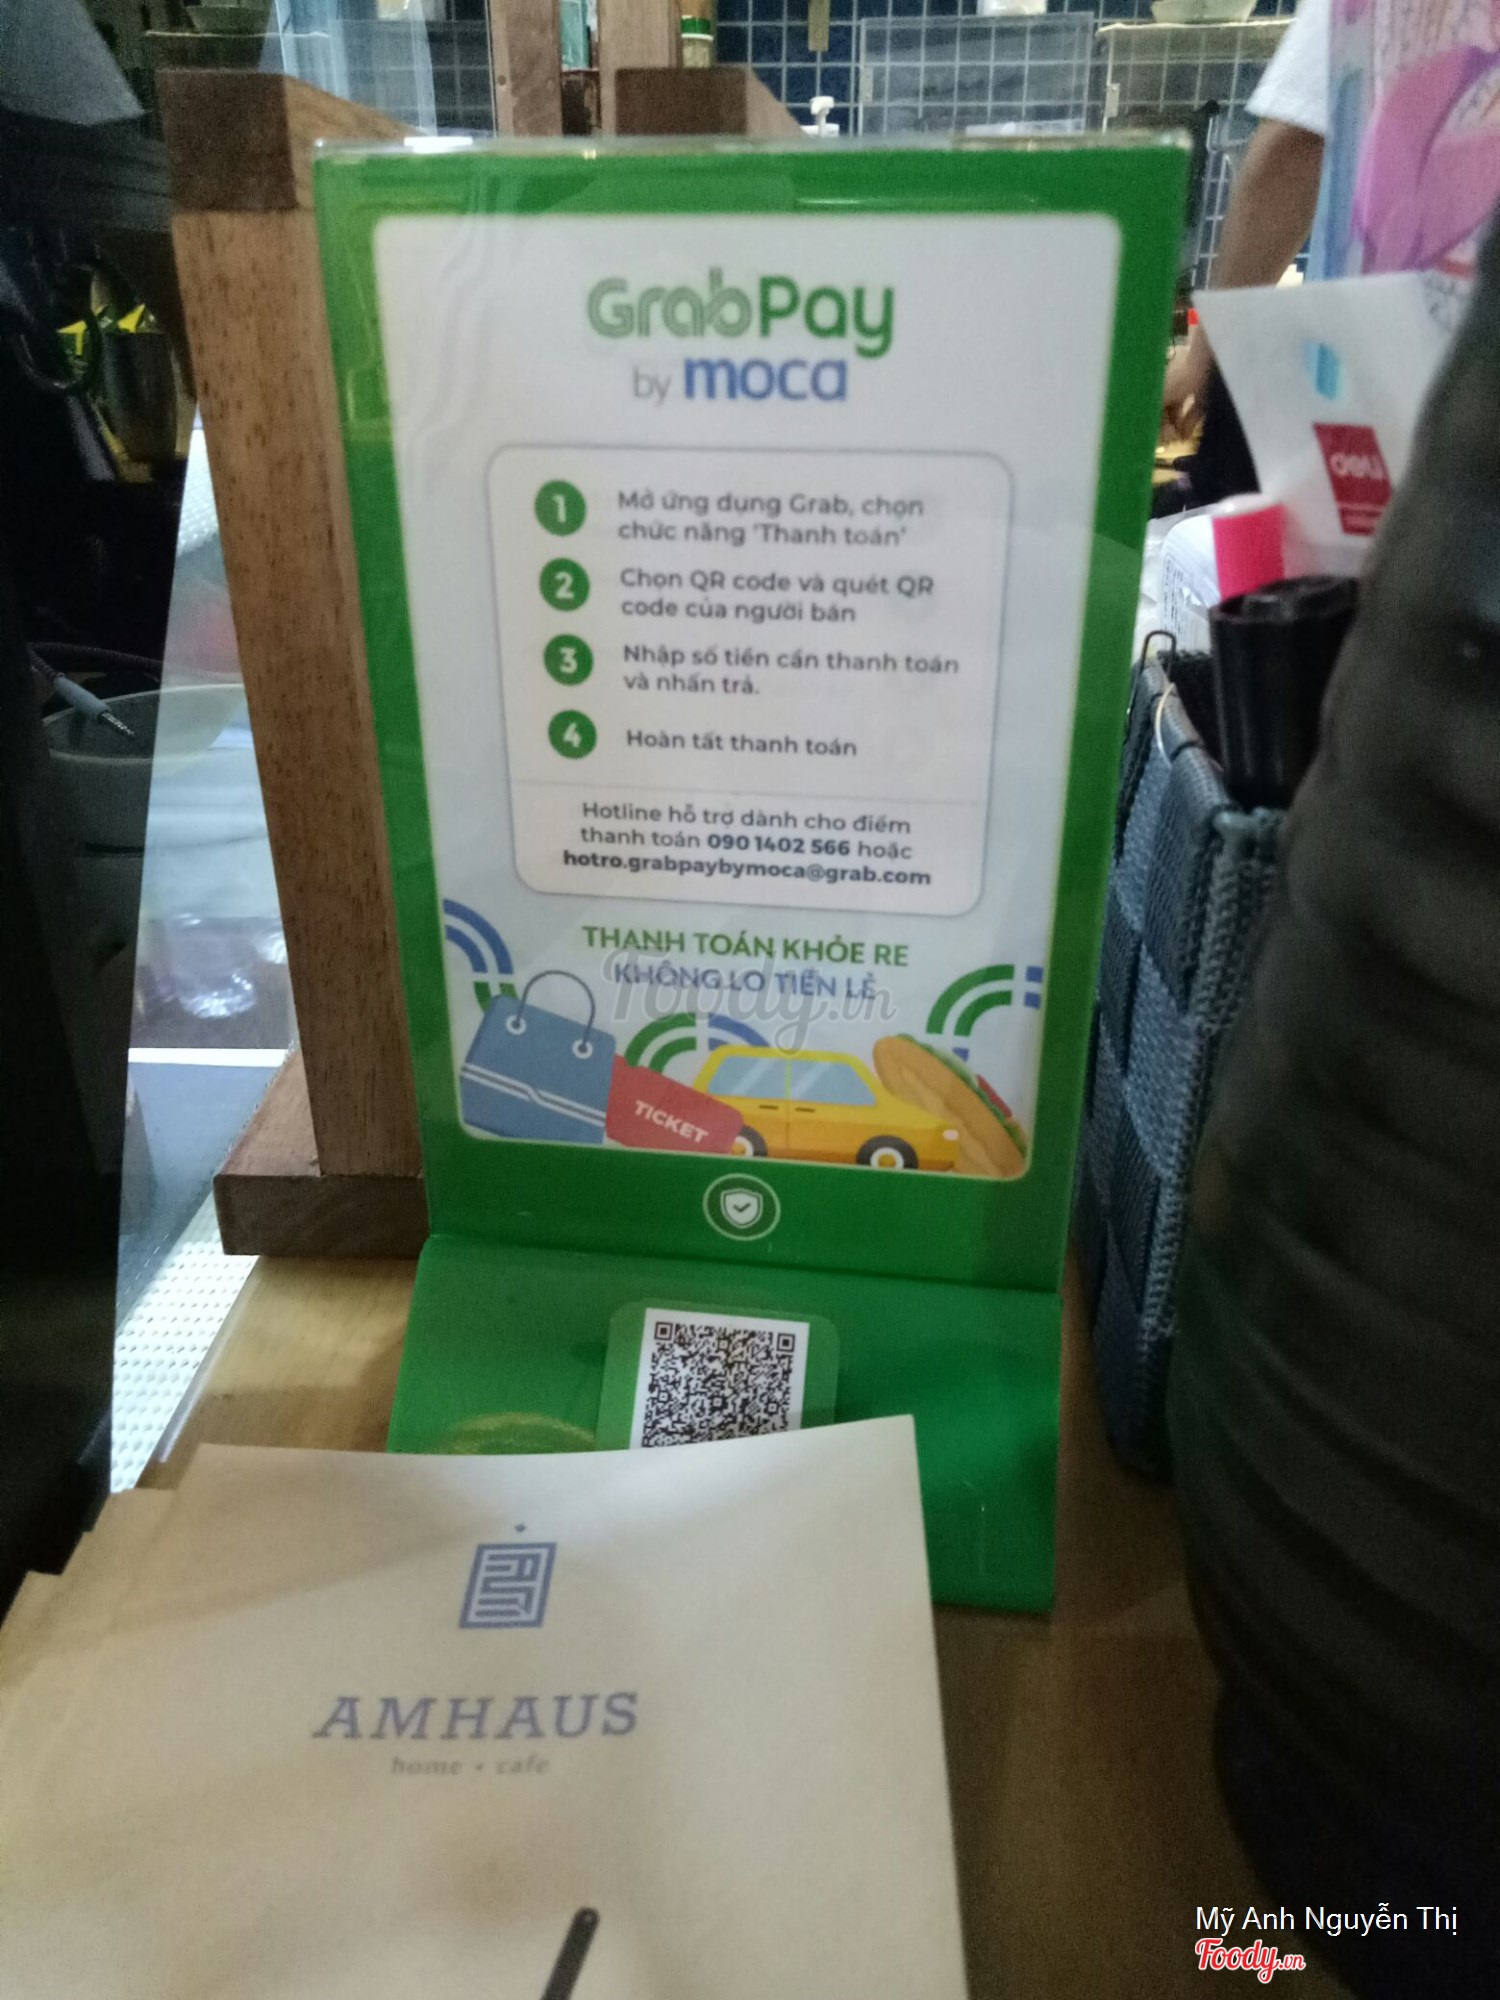 GrabPay
by moca
1 Mở ứng dụng Grab, chọn
chức năng 'Thanh toán'
2 Chọn QR code và quét QR
code của người bán
3 Nhập số tiền cần thanh toán
và nhấn trả.
4 Hoàn tất thanh toán
Hotline hỗ trợ dành cho điểm
thanh toán 090 1402 566 hoặc
hotro.grabpaybymoca@grab.com
THANH TOÁN KHỎE RE
KHÔNG LO TIỀN LẺ
Foody.vn
TICKET
deli
AMHAUS
home • cafe
Mỹ Anh Nguyễn Thị
Foody.vn